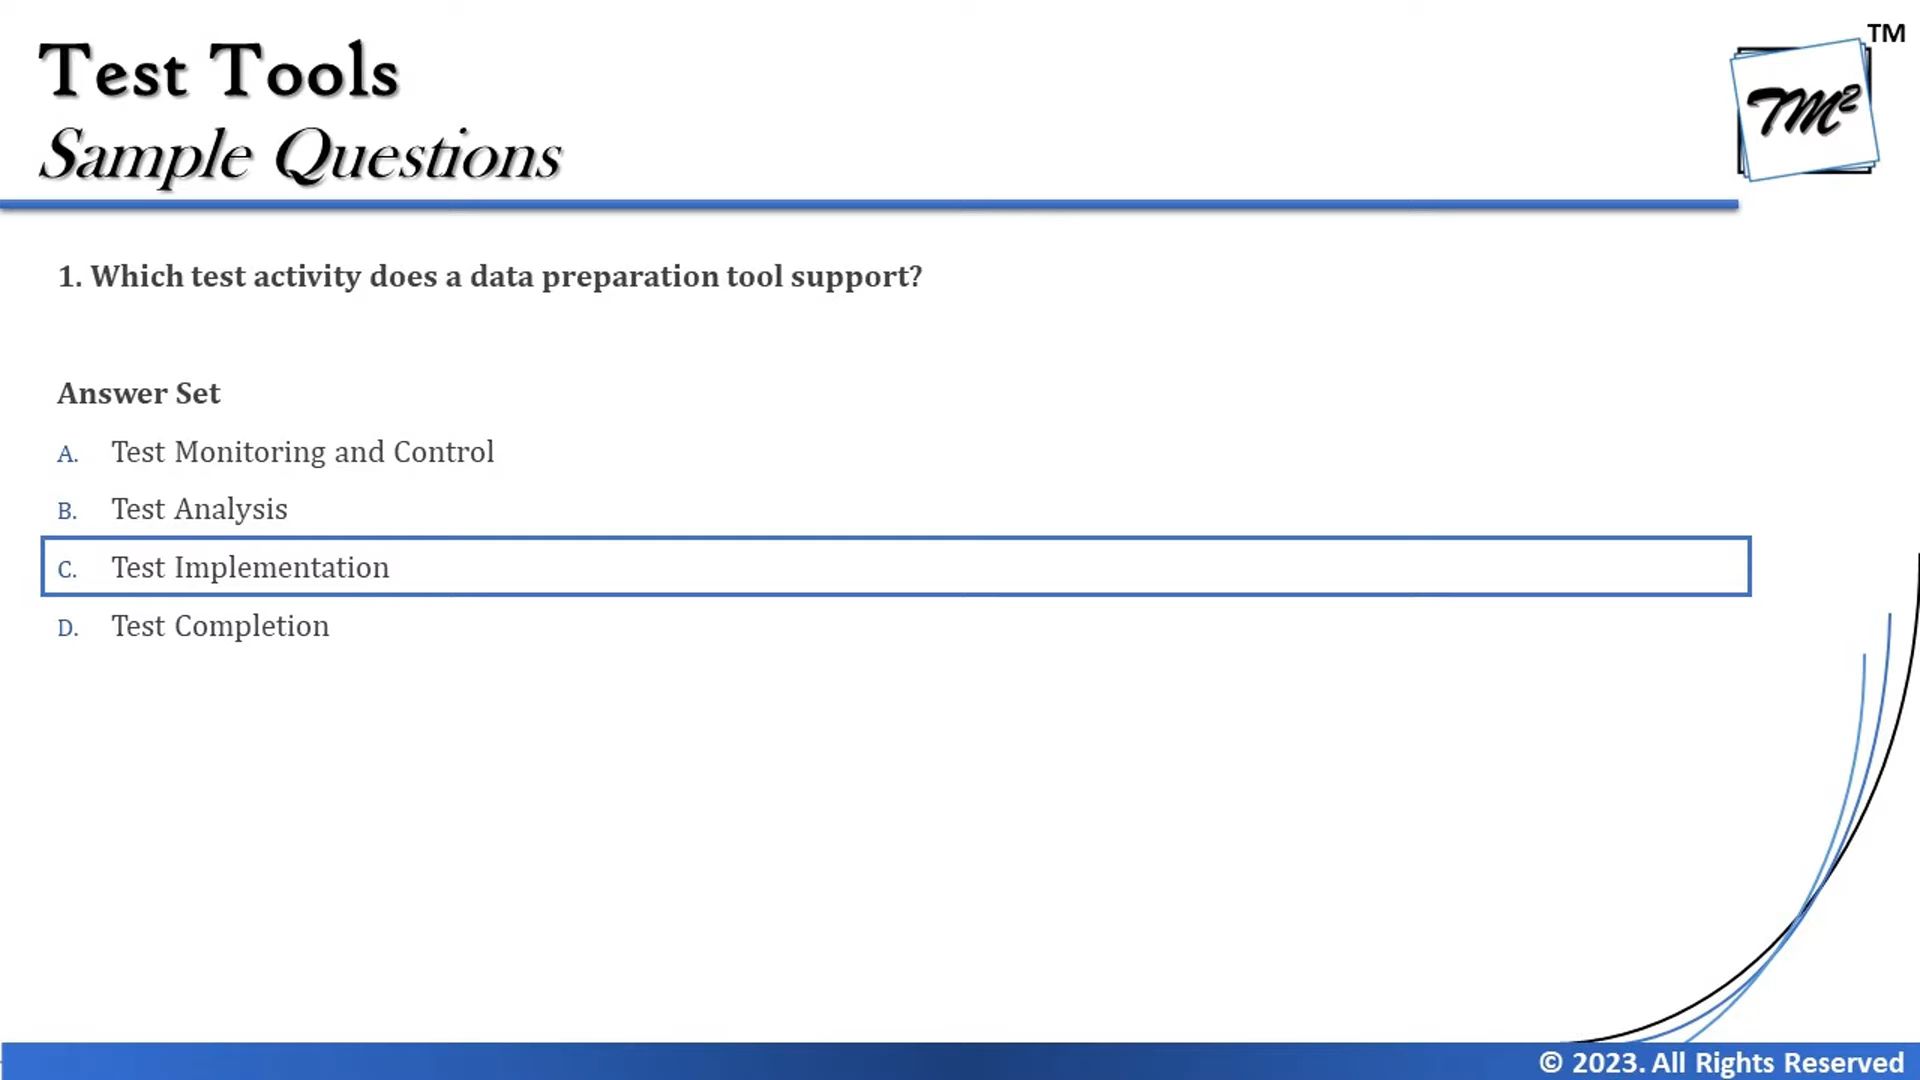 Test Tools
Sample Questions
TM
TM²
1. Which test activity does a data preparation tool support?
Answer Set
A. Test Monitoring and Control
B. Test Analysis
C. Test Implementation
D. Test Completion
© 2023. All Rights Reserved